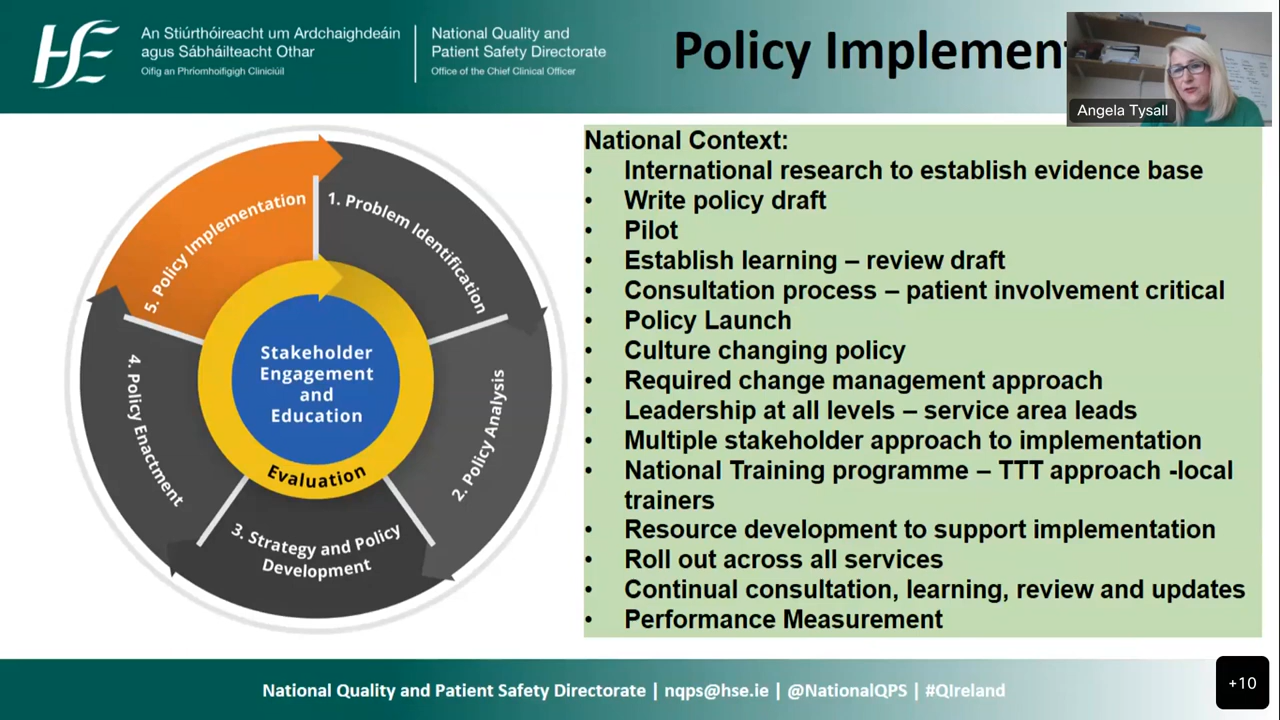 An Stiúrthóireacht um Ardchaighdeáin
agus Sábháilteacht Othar
Oifig an Phríomhoifigigh Cliniciúil
National Quality and
Patient Safety Directorate
Office of the Chief Clinical Officer
Policy Implemen
Angela Tysall
1. Problem Identification
2. Policy Analysis
3. Strategy and Policy
Development
4. Policy Enactment
5. Policy Implementation
Stakeholder
Engagement
and
Education
Evaluation
National Context:
• International research to establish evidence base
• Write policy draft
• Pilot
• Establish learning – review draft
• Consultation process – patient involvement critical
• Policy Launch
• Culture changing policy
• Required change management approach
• Leadership at all levels – service area leads
• Multiple stakeholder approach to implementation
• National Training programme – TTT approach -local
trainers
• Resource development to support implementation
• Roll out across all services
• Continual consultation, learning, review and updates
• Performance Measurement
National Quality and Patient Safety Directorate | nqps@hse.ie | @NationalQPS | #QIreland
+10